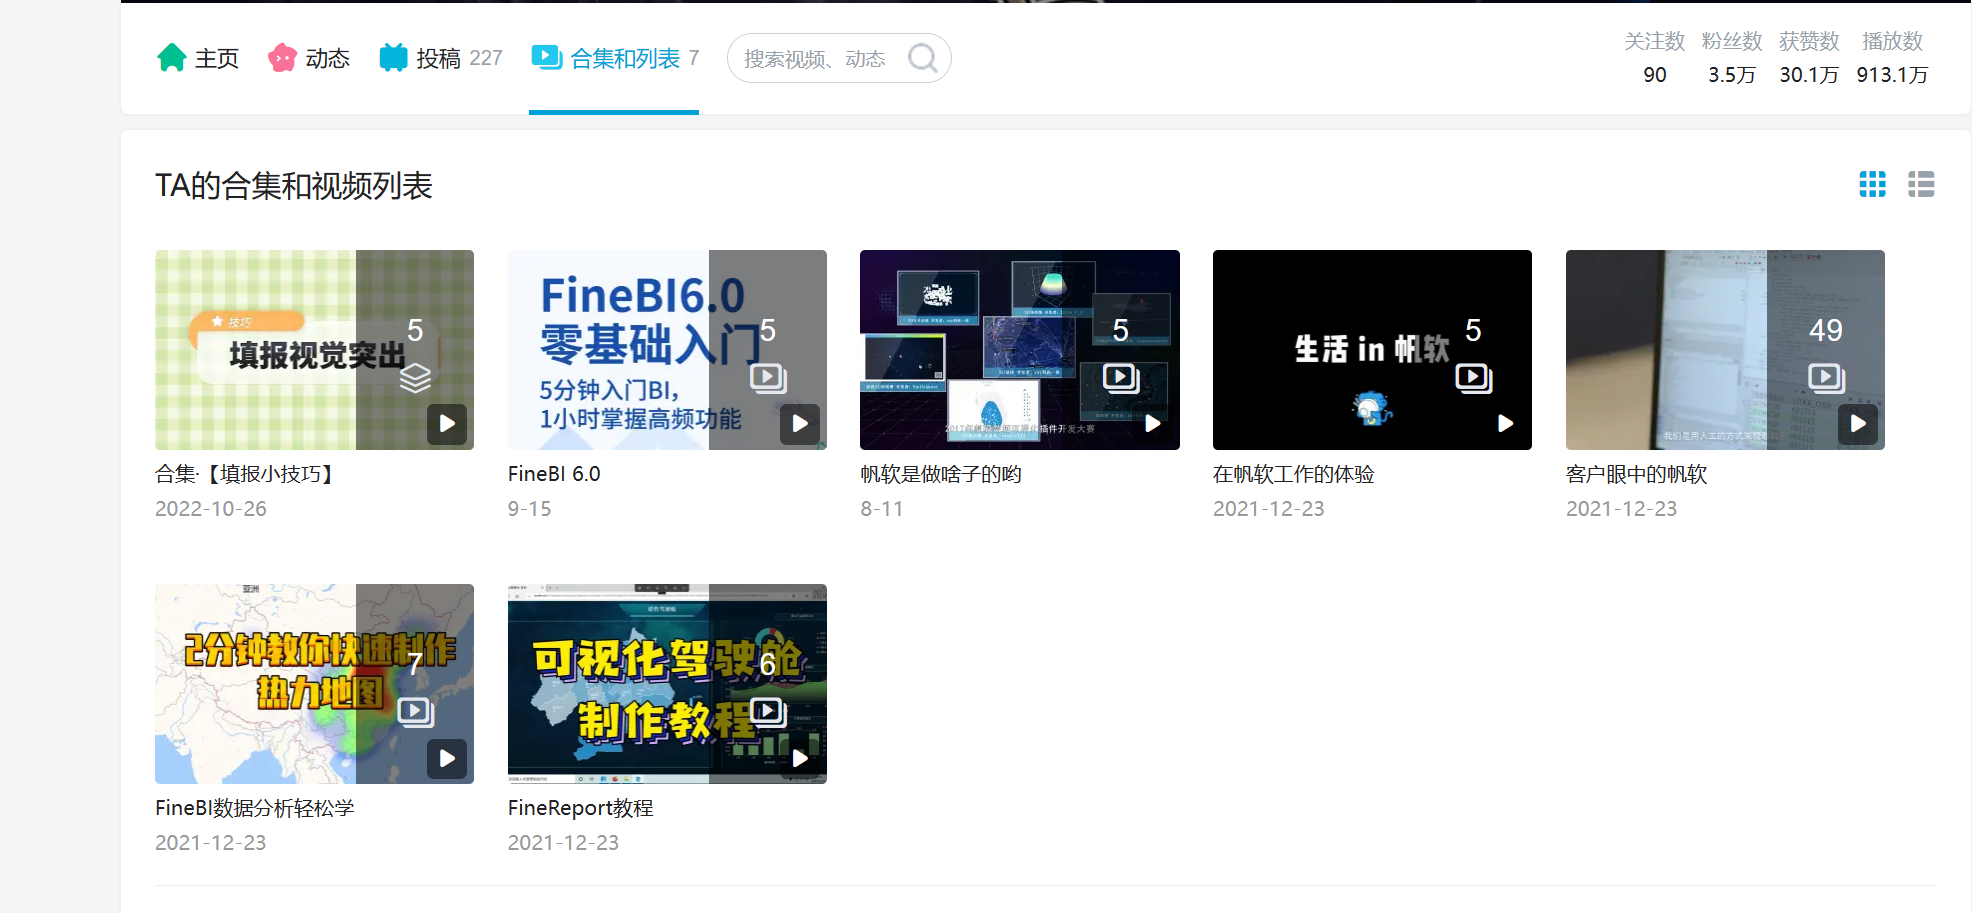 主页
动态
投稿 227
合集和列表 7
搜索视频、动态
关注数 粉丝数 获赞数 播放数
90 3.5万 30.1万 913.1万
TA的合集和视频列表
技巧
填报视觉突出
5
合集·【填报小技巧】
2022-10-26
FineBI6.0
零基础入门
5分钟入门BI,
1小时掌握高频功能
5
FineBI 6.0
9-15
5
帆软是做啥子的哟
8-11
生活 in 帆软
5
在帆软工作的体验
2021-12-23
49
客户眼中的帆软
2021-12-23
亚洲
2分钟教你快速制作
热力地图
7
FineBI数据分析轻松学
2021-12-23
可视化驾驶舱
制作教程
6
FineReport教程
2021-12-23